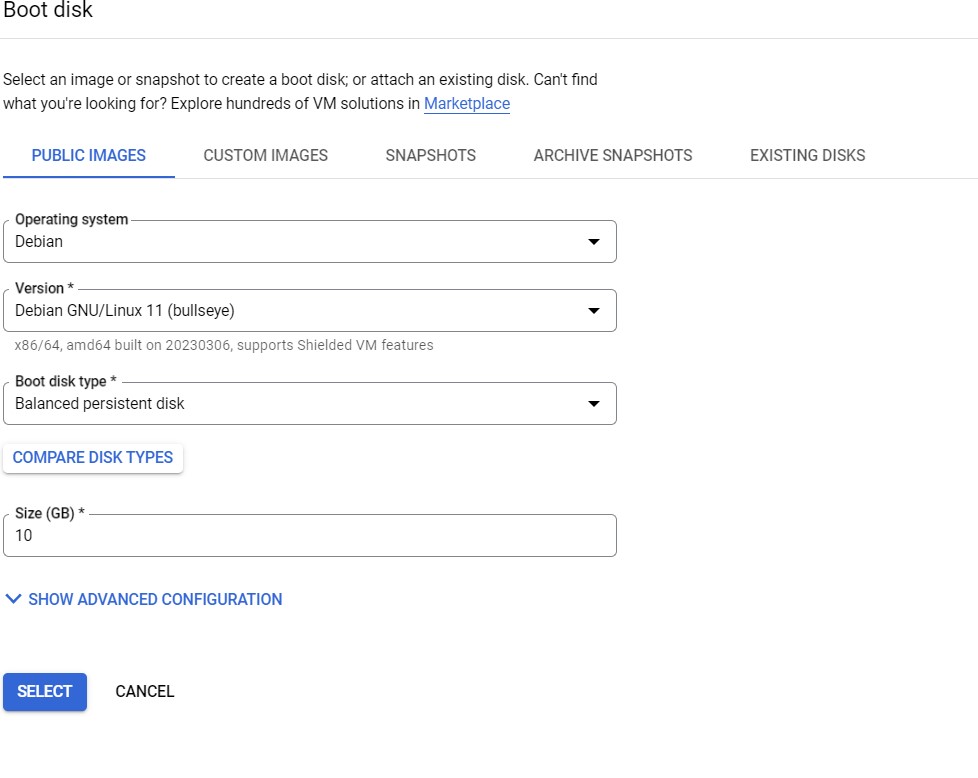 Boot disk
Select an image or snapshot to create a boot disk; or attach an existing disk. Can't find
what you're looking for? Explore hundreds of VM solutions in Marketplace
PUBLIC IMAGES CUSTOM IMAGES SNAPSHOTS ARCHIVE SNAPSHOTS EXISTING DISKS
Operating system
Debian
Version *
Debian GNU/Linux 11 (bullseye)
x86/64, amd64 built on 20230306, supports Shielded VM features
Boot disk type *
Balanced persistent disk
COMPARE DISK TYPES
Size (GB) *
10
SHOW ADVANCED CONFIGURATION
SELECT CANCEL